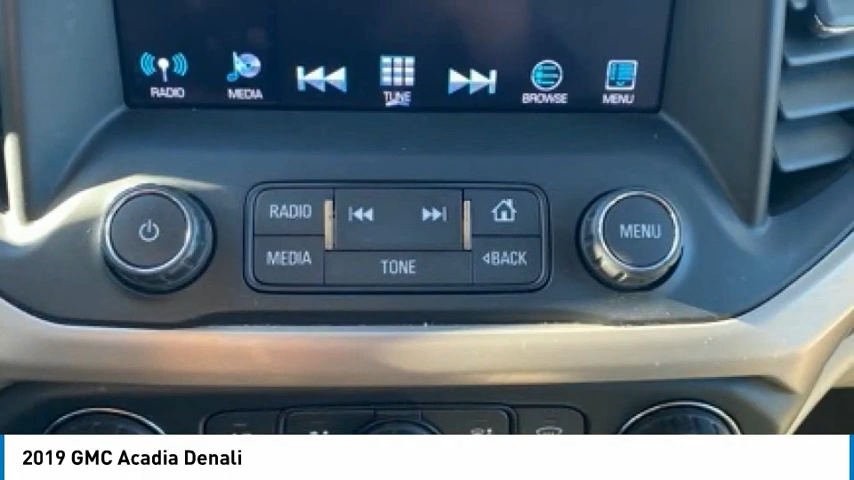 RADIO MEDIA TUNE BROWSE MENU
RADIO
MEDIA
TONE
BACK
MENU
2019 GMC Acadia Denali